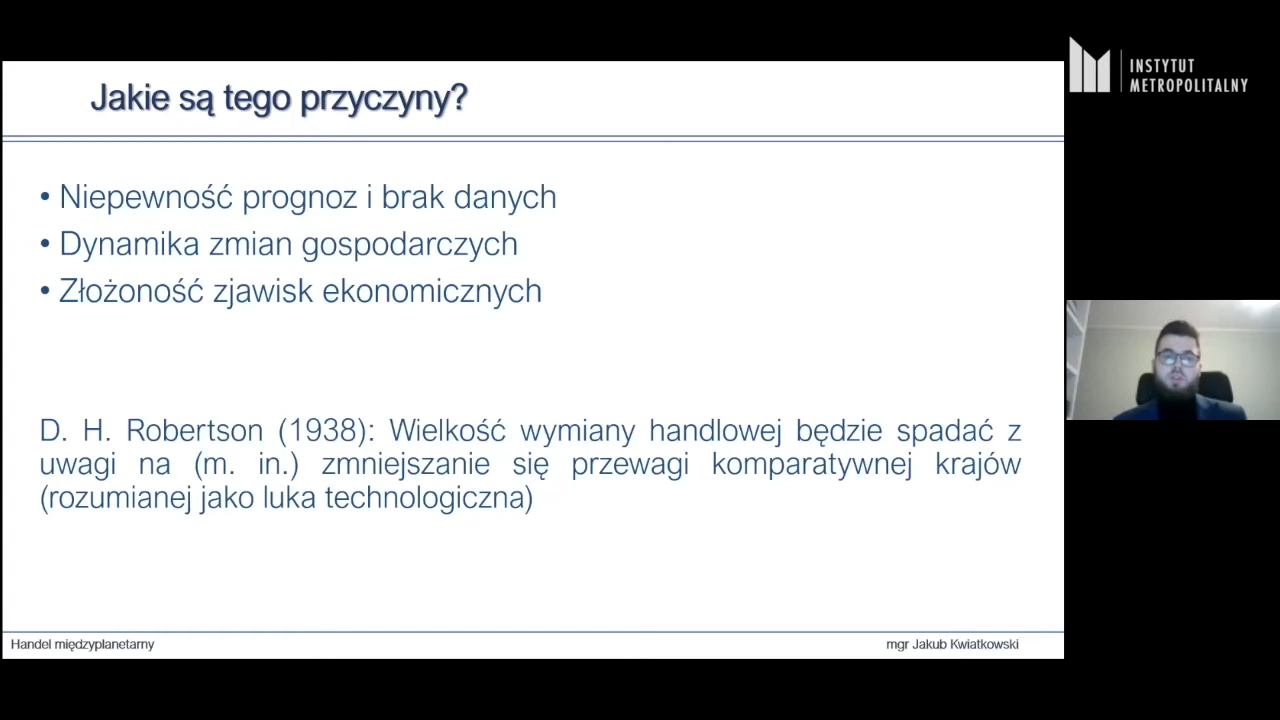 Jakie są tego przyczyny?
INSTYTUT
METROPOLITALNY
• Niepewność prognoz i brak danych
• Dynamika zmian gospodarczych
• Złożoność zjawisk ekonomicznych
D. H. Robertson (1938): Wielkość wymiany handlowej będzie spadać z
uwagi na (m. in.) zmniejszanie się przewagi komparatywnej krajów
(rozumianej jako luka technologiczna)
Handel międzyplanetarny
mgr Jakub Kwiatkowski